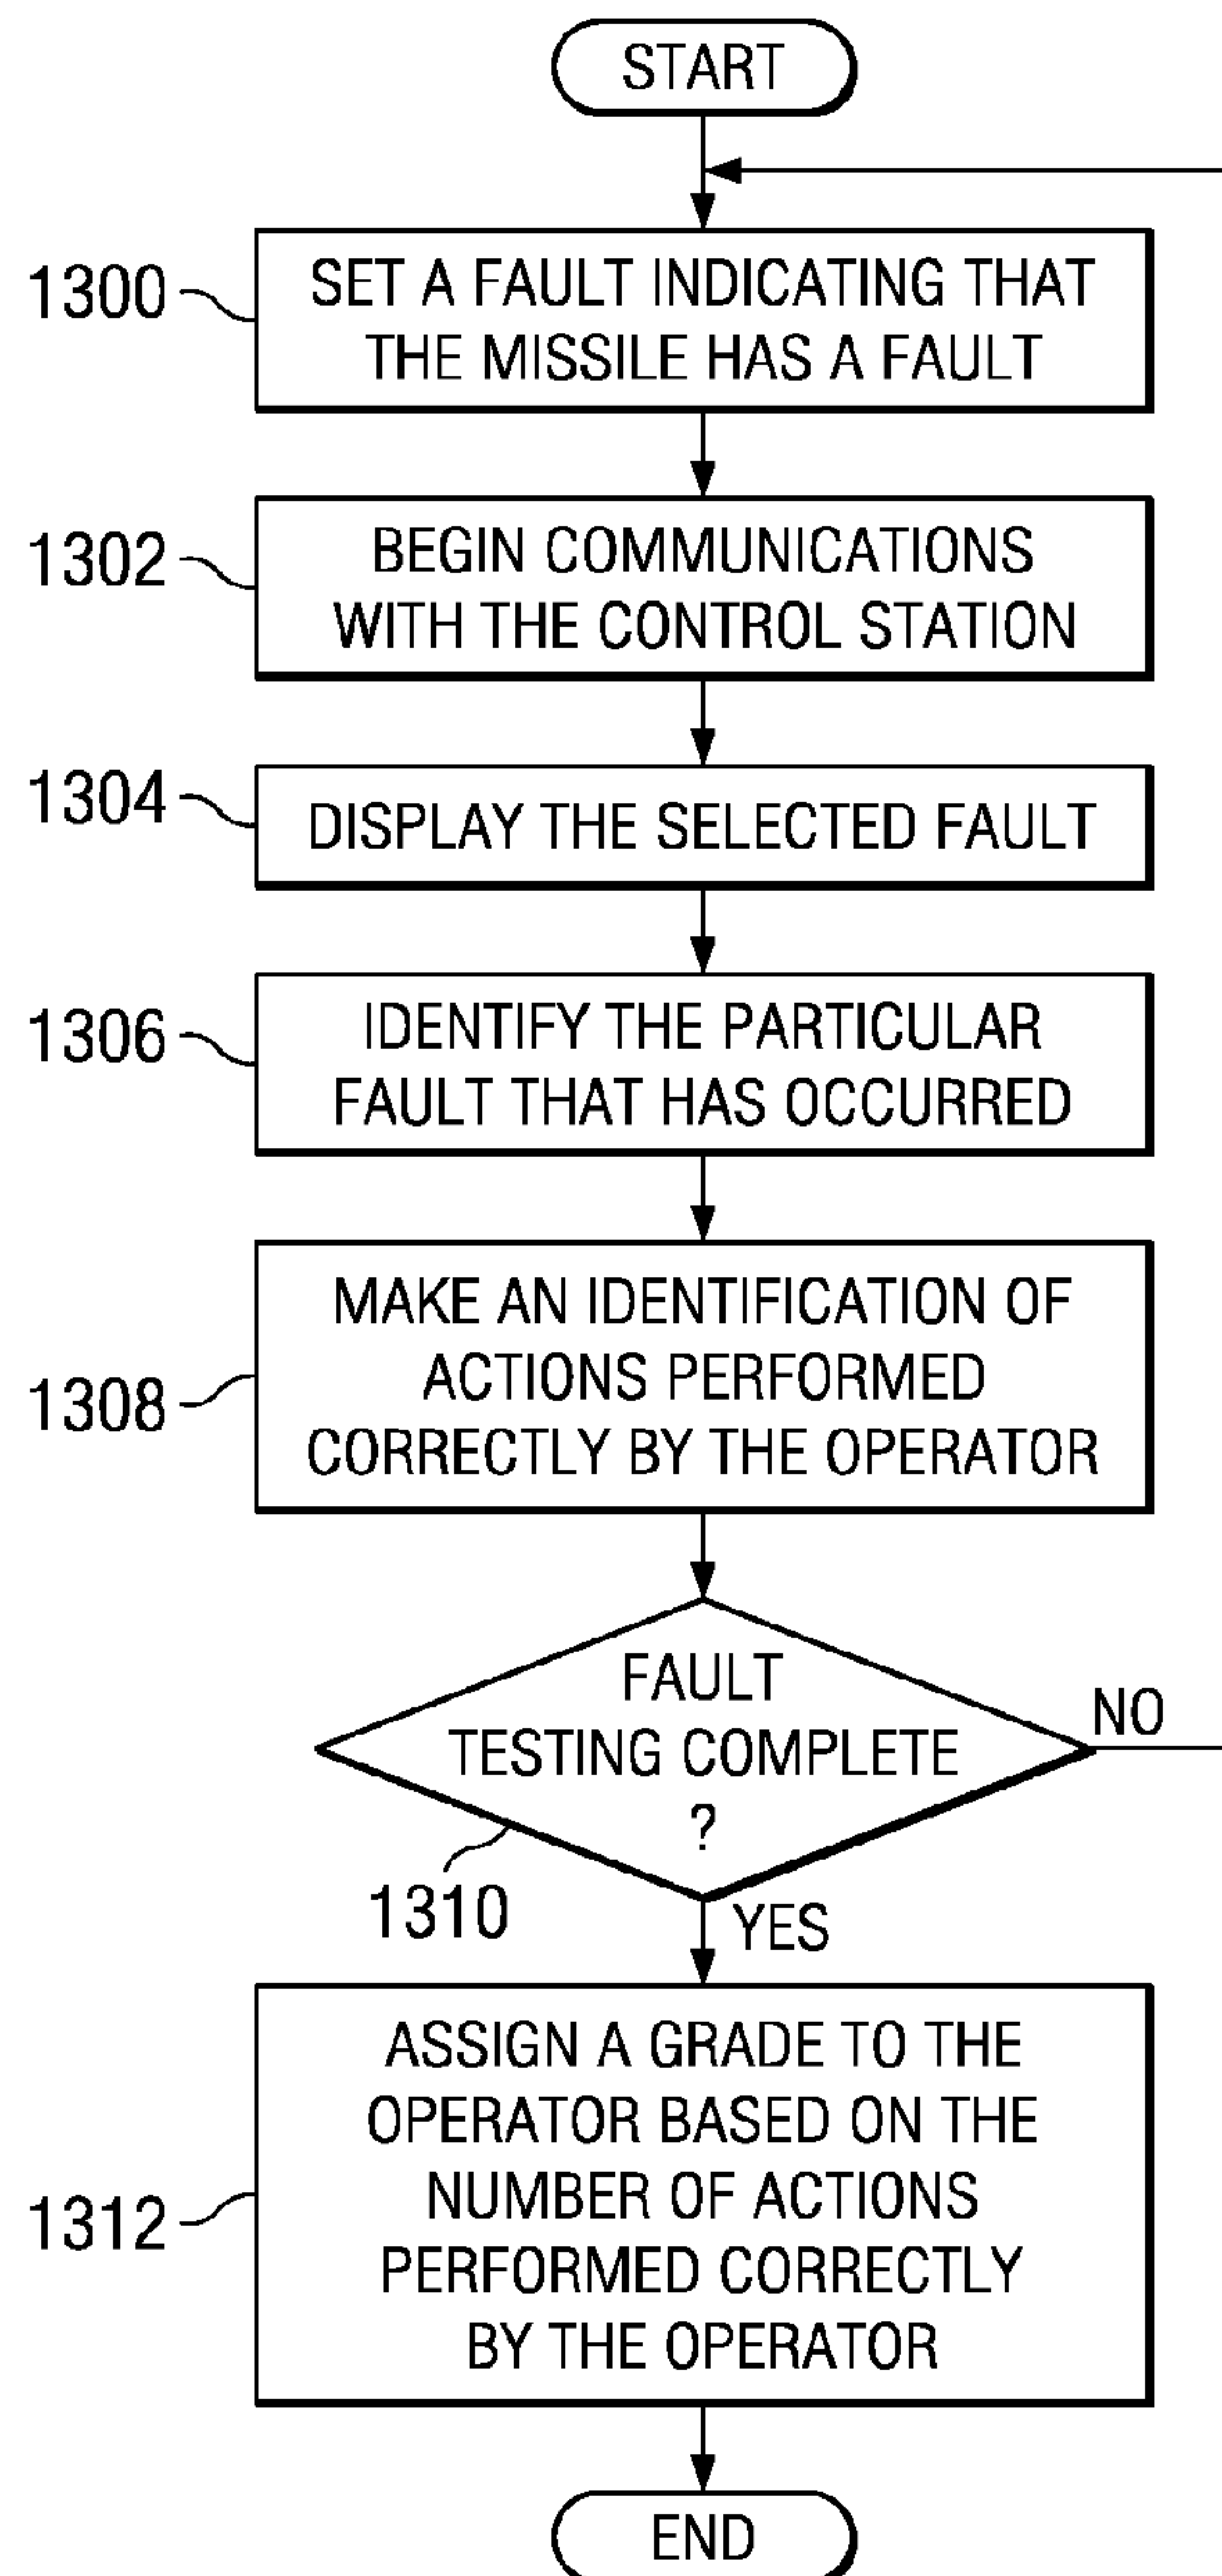 START
1300
SET A FAULT INDICATING THAT
THE MISSILE HAS A FAULT
1302
BEGIN COMMUNICATIONS
WITH THE CONTROL STATION
1304
DISPLAY THE SELECTED FAULT
1306
IDENTIFY THE PARTICULAR
FAULT THAT HAS OCCURRED
1308
MAKE AN IDENTIFICATION OF
ACTIONS PERFORMED
CORRECTLY BY THE OPERATOR
FAULT
TESTING COMPLETE
?
NO
1310
YES
1312
ASSIGN A GRADE TO THE
OPERATOR BASED ON THE
NUMBER OF ACTIONS
PERFORMED CORRECTLY
BY THE OPERATOR
END